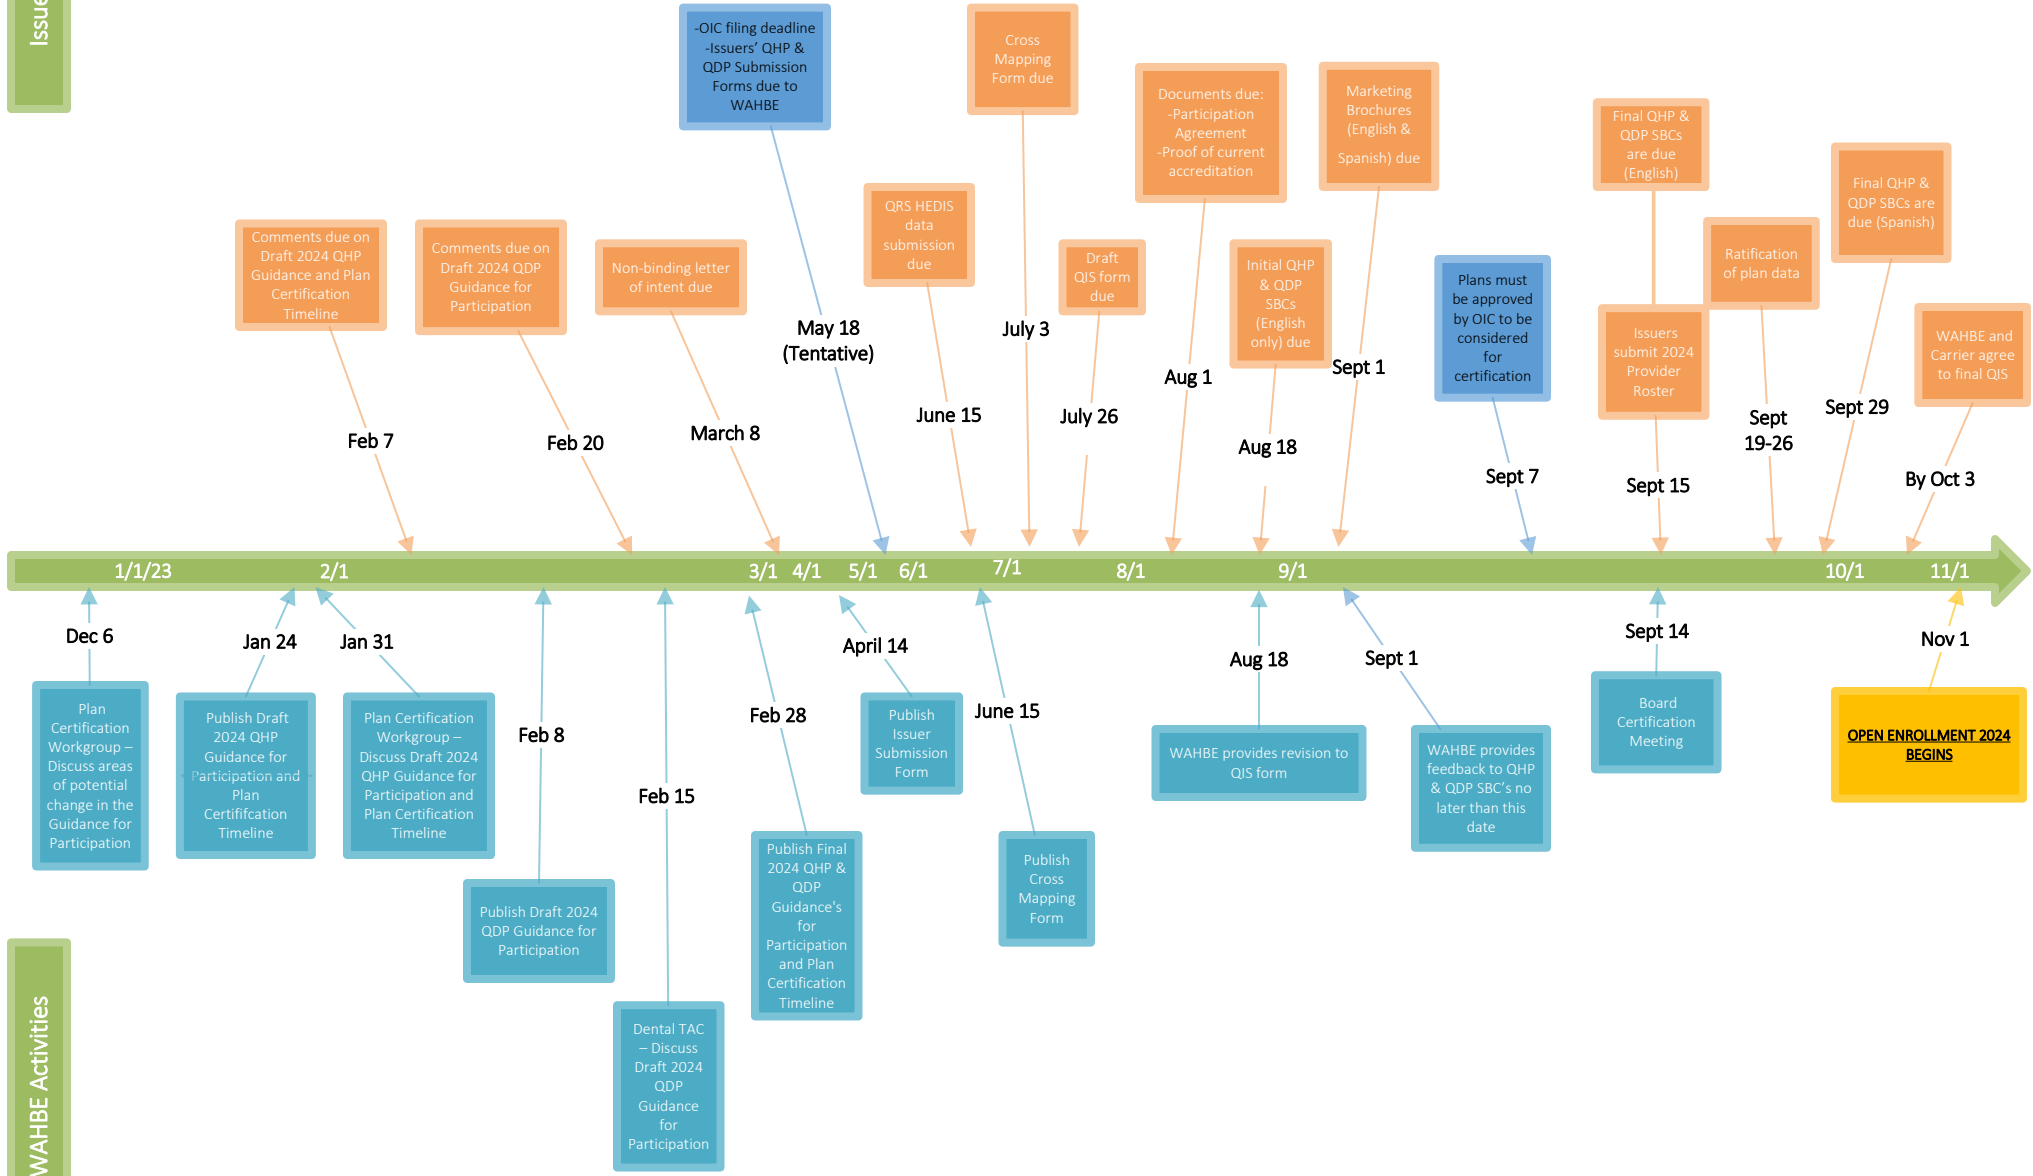 Issue
-OIC filing deadline
-Issuers' QHP &
QDP Submission
Forms due to
WAHBE
Cross
Mapping
Form due
Documents due:
-Participation
Agreement
-Proof of current
accreditation
Marketing
Brochures
(English &
Spanish) due
Final QHP &
QDP SBCs
are due
(English)
Final QHP &
QDP SBCs are
due (Spanish)
Comments due on
Draft 2024 QHP
Guidance and Plan
Certification
Timeline
Comments due on
Draft 2024 QDP
Guidance for
Participation
Non-binding letter
of intent due
QRS HEDIS
data
submission
due
Draft
QIS form
due
Initial QHP
& QDP
SBCs
(English
only) due
Plans must
be approved
by OIC to be
considered
for
certification
Issuers
submit 2024
Provider
Roster
Ratification
of plan data
WAHBE and
Carrier agree
to final QIS
Feb 7
Feb 20
March 8
May 18
(Tentative)
June 15
July 3
July 26
Aug 1
Aug 18
Sept 1
Sept 7
Sept 15
Sept
19-26
Sept 29
By Oct 3
1/1/23
2/1
3/1
4/1
5/1
6/1
7/1
8/1
9/1
10/1
11/1
Dec 6
Jan 24
Jan 31
Feb 8
Feb 15
Feb 28
April 14
June 15
Aug 18
Sept 1
Sept 14
Nov 1
Plan
Certification
Workgroup –
Discuss areas
of potential
change in the
Guidance for
Participation
Publish Draft
2024 QHP
Guidance for
Participation and
Plan
Certififcation
Timeline
Plan Certification
Workgroup –
Discuss Draft 2024
QHP Guidance for
Participation and
Plan Certification
Timeline
Publish Draft 2024
QDP Guidance for
Participation
Dental TAC
– Discuss
Draft 2024
QDP
Guidance
for
Participation
Publish Final
2024 QHP &
QDP
Guidance's
for
Participation
and Plan
Certification
Timeline
Publish
Issuer
Submission
Form
Publish
Cross
Mapping
Form
WAHBE provides revision to
QIS form
WAHBE provides
feedback to QHP
& QDP SBC's no
later than this
date
Board
Certification
Meeting
OPEN ENROLLMENT 2024
BEGINS
WAHBE Activities